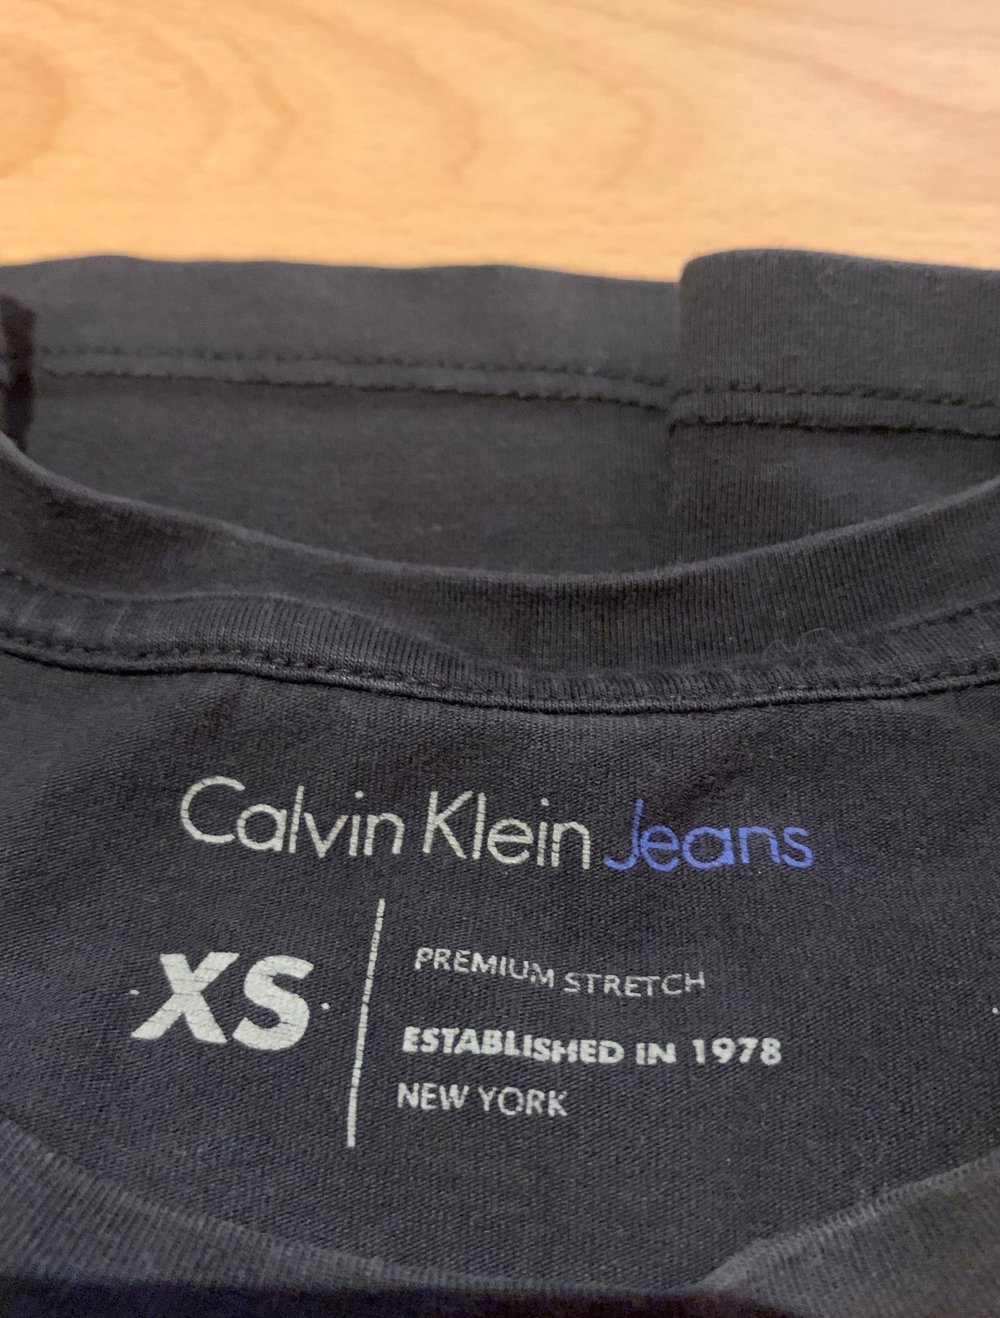 Calvin Klein Jeans
·XS·
PREMIUM STRETCH
ESTABLISHED IN 1978
NEW YORK